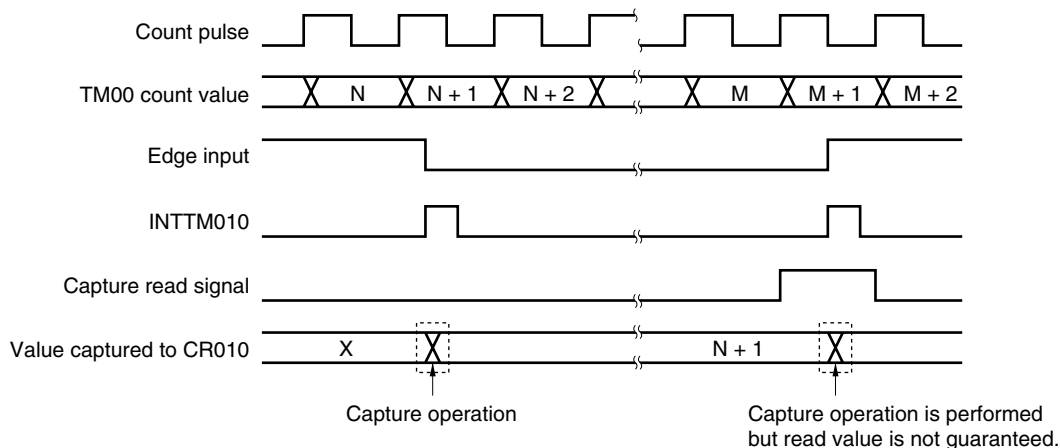 Count pulse
TM00 count value
N N + 1 N + 2 M M + 1 M + 2
Edge input
INTTM010
Capture read signal
Value captured to CR010
X N + 1
Capture operation
Capture operation is performed
but read value is not guaranteed.